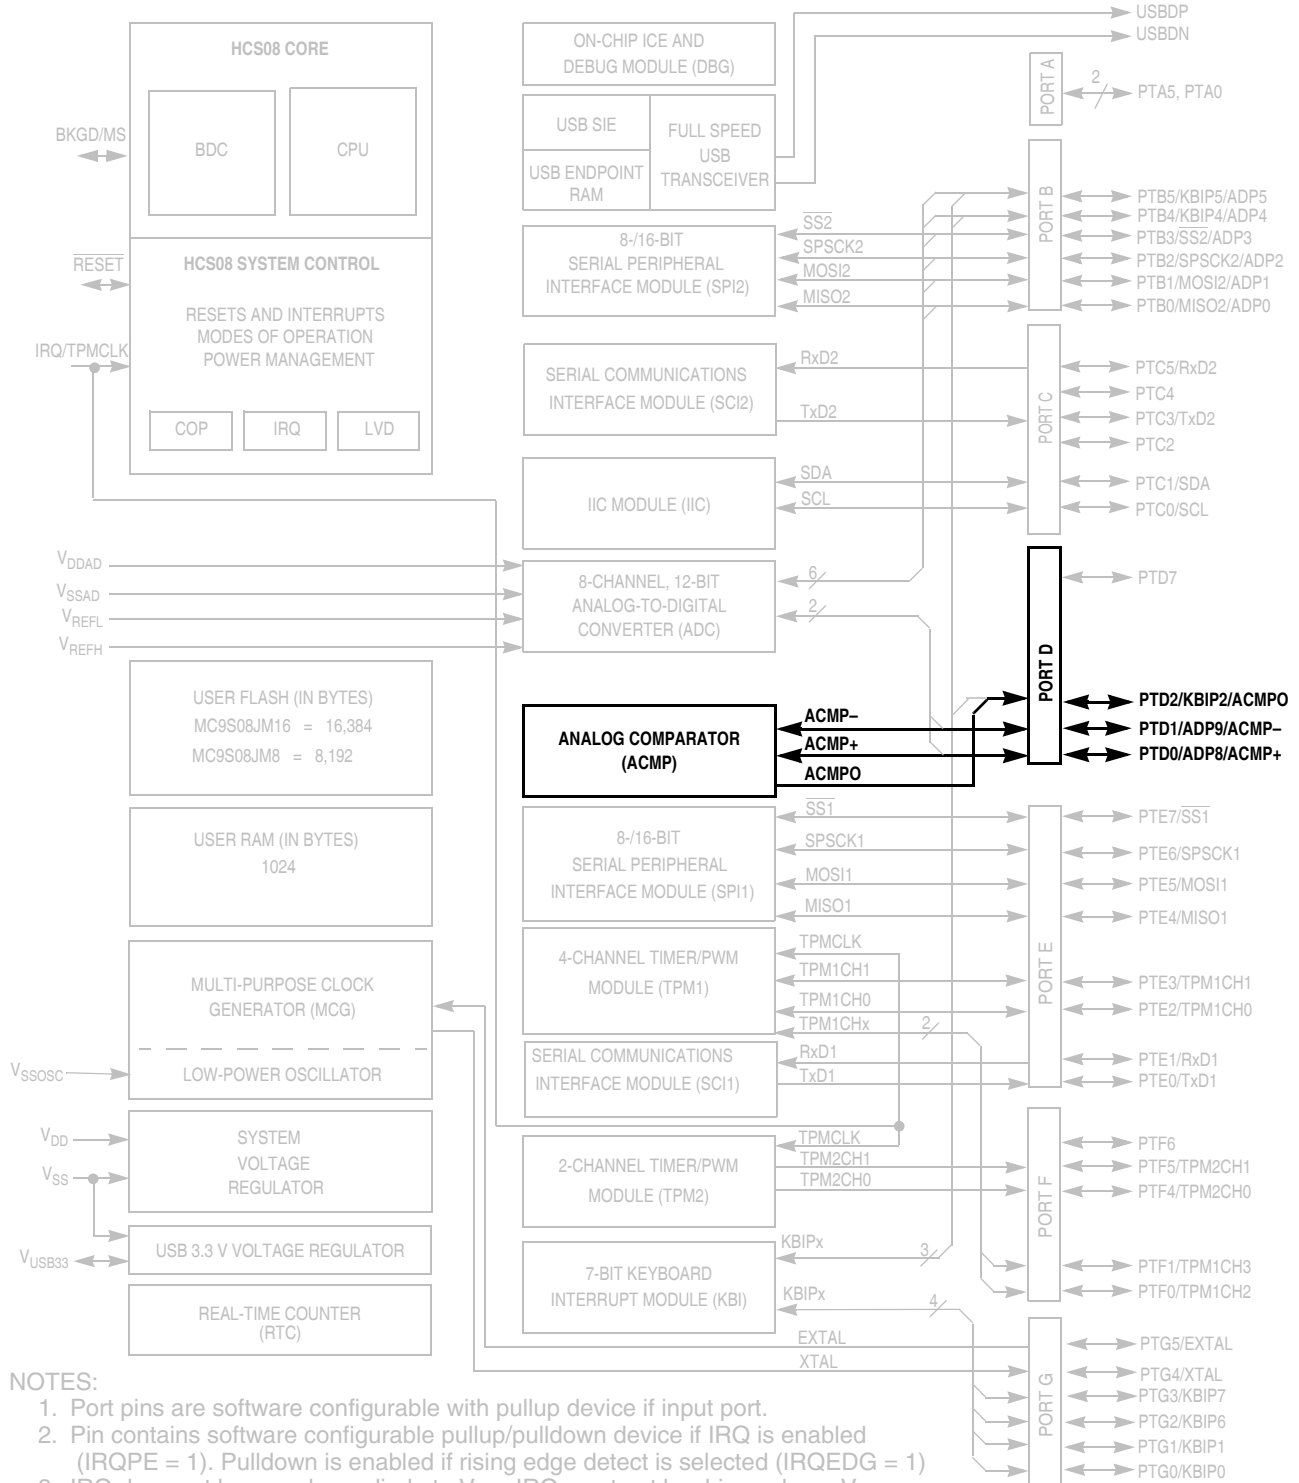 HCS08 CORE
BDC
CPU
BKGD/MS
RESET
HCS08 SYSTEM CONTROL
RESETS AND INTERRUPTS
MODES OF OPERATION
POWER MANAGEMENT
IRQ/TPMCLK
COP
IRQ
LVD
VDDAD
VSSAD
VREFL
VREFH
USER FLASH (IN BYTES)
MC9S08JM16 = 16,384
MC9S08JM8 = 8,192
USER RAM (IN BYTES)
1024
MULTI-PURPOSE CLOCK
GENERATOR (MCG)
LOW-POWER OSCILLATOR
VSSOSC
VDD
VSS
SYSTEM
VOLTAGE
REGULATOR
USB 3.3 V VOLTAGE REGULATOR
VUSB33
REAL-TIME COUNTER
(RTC)
ON-CHIP ICE AND
DEBUG MODULE (DBG)
USB SIE
USB ENDPOINT
RAM
FULL SPEED
USB
TRANSCEIVER
8-/16-BIT
SERIAL PERIPHERAL
INTERFACE MODULE (SPI2)
SS2
SPSCK2
MOSI2
MISO2
SERIAL COMMUNICATIONS
INTERFACE MODULE (SCI2)
RxD2
TxD2
IIC MODULE (IIC)
SDA
SCL
8-CHANNEL, 12-BIT
ANALOG-TO-DIGITAL
CONVERTER (ADC)
6
2
ANALOG COMPARATOR
(ACMP)
ACMP–
ACMP+
ACMPO
8-/16-BIT
SERIAL PERIPHERAL
INTERFACE MODULE (SPI1)
SS1
SPSCK1
MOSI1
MISO1
4-CHANNEL TIMER/PWM
MODULE (TPM1)
TPMCLK
TPM1CH1
TPM1CH0
TPM1CHx
2
SERIAL COMMUNICATIONS
INTERFACE MODULE (SCI1)
RxD1
TxD1
2-CHANNEL TIMER/PWM
MODULE (TPM2)
TPMCLK
TPM2CH1
TPM2CH0
7-BIT KEYBOARD
INTERRUPT MODULE (KBI)
KBIPx
3
KBIPx
4
EXTAL
XTAL
USBDP
USBDN
PORT A
2
PTA5, PTA0
PORT B
PTB5/KBIP5/ADP5
PTB4/KBIP4/ADP4
PTB3/SS2/ADP3
PTB2/SPSCK2/ADP2
PTB1/MOSI2/ADP1
PTB0/MISO2/ADP0
PORT C
PTC5/RxD2
PTC4
PTC3/TxD2
PTC2
PTC1/SDA
PTC0/SCL
PORT D
PTD7
PTD2/KBIP2/ACMPO
PTD1/ADP9/ACMP–
PTD0/ADP8/ACMP+
PORT E
PTE7/SS1
PTE6/SPSCK1
PTE5/MOSI1
PTE4/MISO1
PTE3/TPM1CH1
PTE2/TPM1CH0
PTE1/RxD1
PTE0/TxD1
PORT F
PTF6
PTF5/TPM2CH1
PTF4/TPM2CH0
PTF1/TPM1CH3
PTF0/TPM1CH2
PORT G
PTG5/EXTAL
PTG4/XTAL
PTG3/KBIP7
PTG2/KBIP6
PTG1/KBIP1
PTG0/KBIP0
NOTES:
1. Port pins are software configurable with pullup device if input port.
2. Pin contains software configurable pullup/pulldown device if IRQ is enabled
(IRQPE = 1). Pulldown is enabled if rising edge detect is selected (IRQEDG = 1)